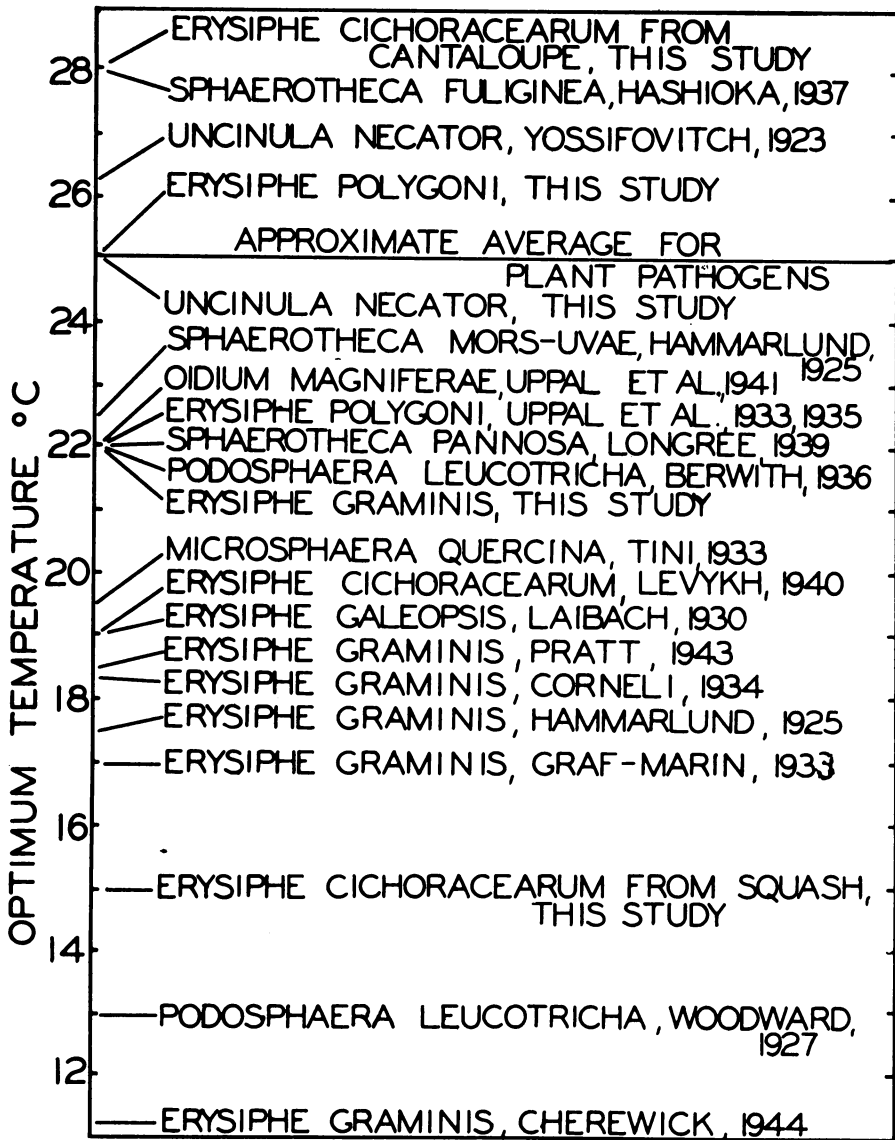 ERYSIPHE CICHORACEARUM FROM
CANTALOUPE, THIS STUDY
28
SPHAEROTHECA FULIGINEA, HASHIOKA, 1937
UNCINULA NECATOR, YOSSIFOVITCH, 1923
26
ERYSIPHE POLYGONI, THIS STUDY
APPROXIMATE AVERAGE FOR
PLANT PATHOGENS
UNCINULA NECATOR, THIS STUDY
24
SPHAEROTHECA MORS-UVAE, HAMMARLUND,
1925
OIDIUM MAGNIFERAE, UPPAL ET AL., 1941
ERYSIPHE POLYGONI, UPPAL ET AL., 1933, 1935
22
SPHAEROTHECA PANNOSA, LONGRÉE, 1939
PODOSPHAERA LEUCOTRICHA, BERWITH, 1936
ERYSIPHE GRAMINIS, THIS STUDY
MICROSPHAERA QUERCINA, TINI, 1933
20
ERYSIPHE CICHORACEARUM, LEVYKH, 1940
ERYSIPHE GALEOPSIS, LAIBACH, 1930
ERYSIPHE GRAMINIS, PRATT, 1943
18
ERYSIPHE GRAMINIS, CORNELI, 1934
ERYSIPHE GRAMINIS, HAMMARLUND, 1925
ERYSIPHE GRAMINIS, GRAF-MARIN, 1933
16
ERYSIPHE CICHORACEARUM FROM SQUASH,
THIS STUDY
14
PODOSPHAERA LEUCOTRICHA, WOODWARD,
1927
12
ERYSIPHE GRAMINIS, CHEREWICK, 1944
OPTIMUM TEMPERATURE °C